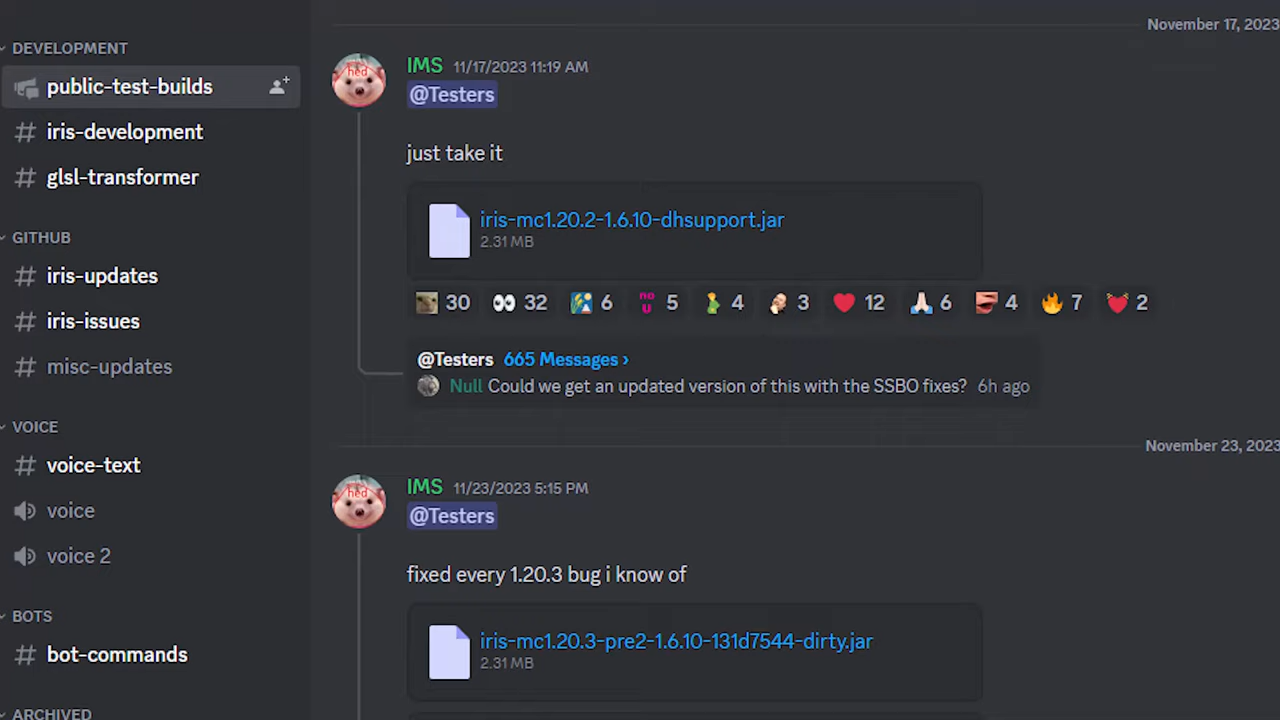 DEVELOPMENT
public-test-builds
# iris-development
# glsl-transformer
GITHUB
# iris-updates
# iris-issues
# misc-updates
VOICE
# voice-text
voice
voice 2
BOTS
# bot-commands
ARCHIVED
November 17, 2023
hed
IMS 11/17/2023 11:19 AM
@Testers
just take it
iris-mc1.20.2-1.6.10-dhsupport.jar
2.31 MB
30 32 6 no u 5 4 3 12 6 4 7 2
@Testers 665 Messages ›
Null Could we get an updated version of this with the SSBO fixes? 6h ago
November 23, 2023
hed
IMS 11/23/2023 5:15 PM
@Testers
fixed every 1.20.3 bug i know of
iris-mc1.20.3-pre2-1.6.10-131d7544-dirty.jar
2.31 MB